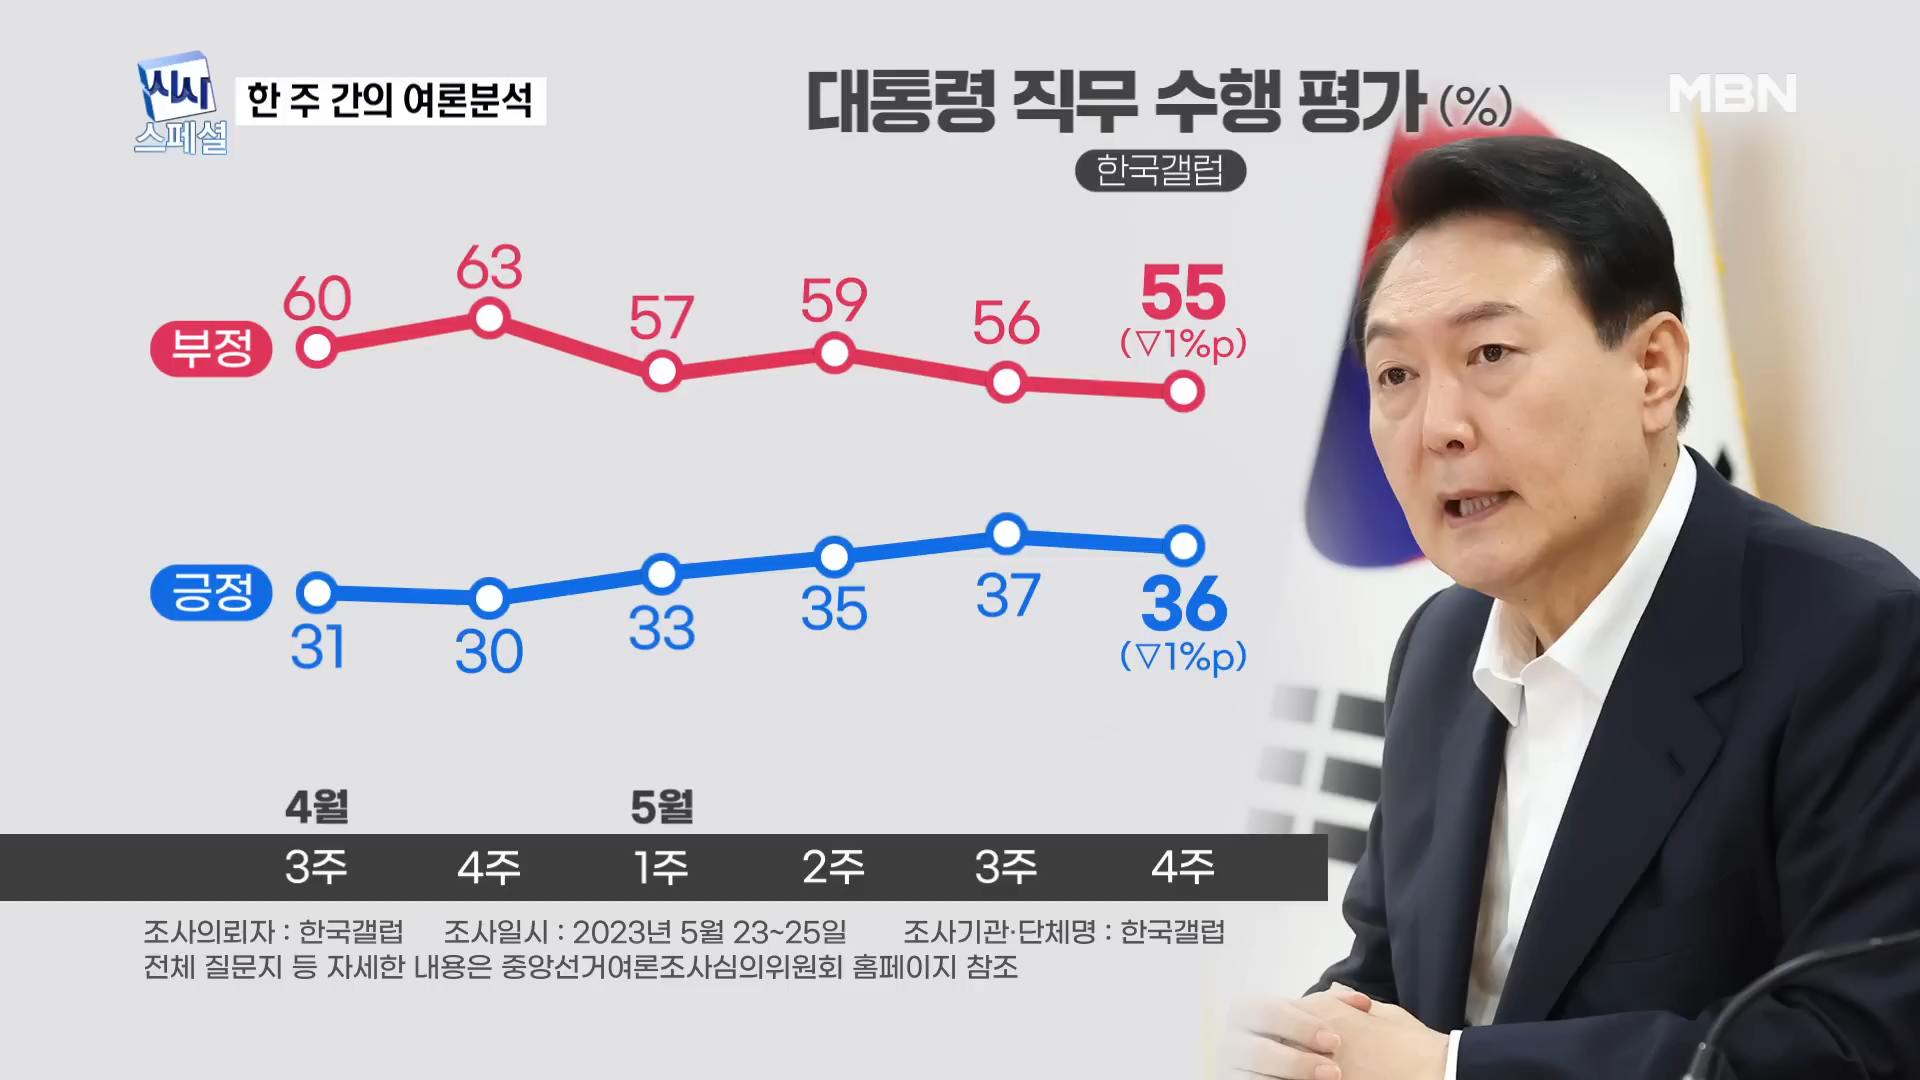 시사
스페셜
한 주 간의 여론분석
대통령 직무 수행 평가 (%)
한국갤럽
MBN
부정
60 63 57 59 56 55
(▽1%p)
긍정
31 30 33 35 37 36
(▽1%p)
4월 5월
3주 4주 1주 2주 3주 4주
조사의뢰자 : 한국갤럽 조사일시 : 2023년 5월 23~25일 조사기관·단체명 : 한국갤럽
전체 질문지 등 자세한 내용은 중앙선거여론조사심의위원회 홈페이지 참조